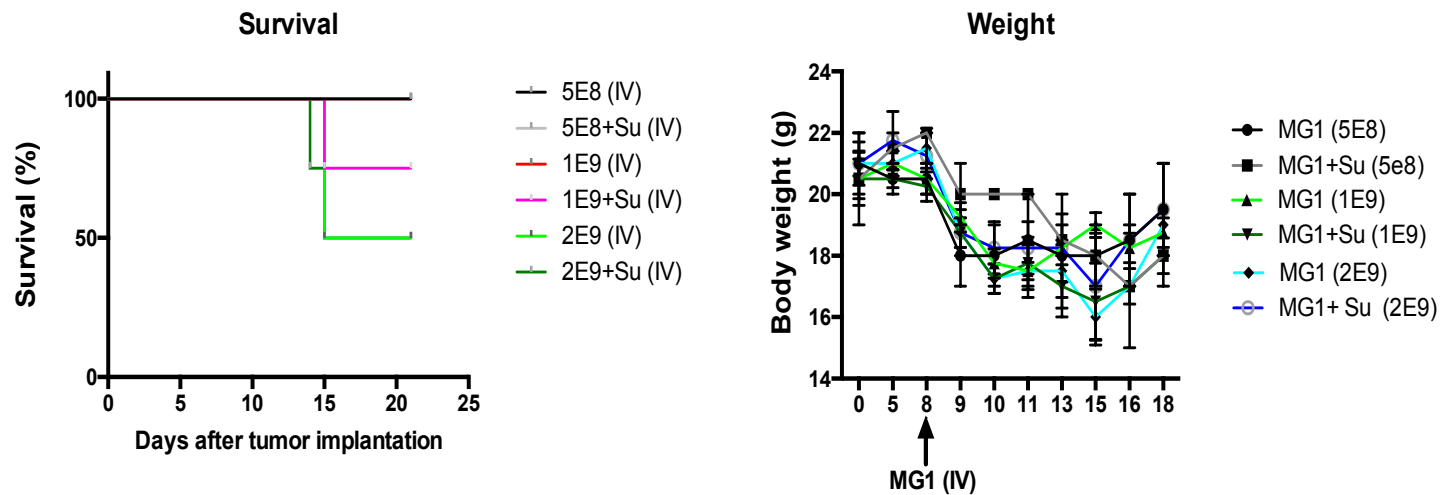 Survival
Survival (%)
100
50
0
0 5 10 15 20 25
Days after tumor implantation
5E8 (IV)
5E8+Su (IV)
1E9 (IV)
1E9+Su (IV)
2E9 (IV)
2E9+Su (IV)
Weight
Body weight (g)
24
22
20
18
16
14
0 5 8 9 10 11 13 15 16 18
MG1 (IV)
MG1 (5E8)
MG1+Su (5e8)
MG1 (1E9)
MG1+Su (1E9)
MG1 (2E9)
MG1+ Su (2E9)